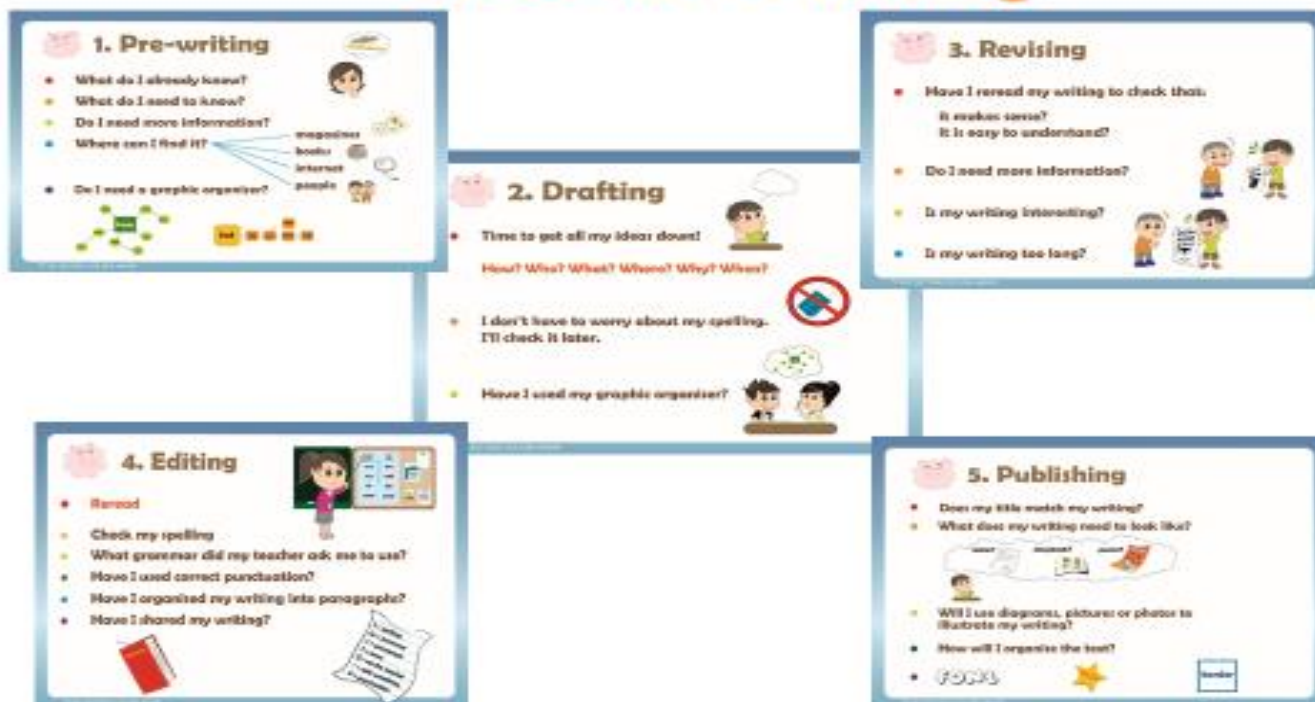 1. Pre-writing
What do I already know?
What do I need to know?
Do I need more information?
Where can I find it?
magazines
books
internet
people
Do I need a graphic organiser?
2. Drafting
Time to get all my ideas down!
How? Who? What? Where? Why? When?
I don't have to worry about my spelling.
I'll check it later.
Have I used my graphic organiser?
3. Revising
Have I reread my writing to check that:
it makes sense?
it is easy to understand?
Do I need more information?
Is my writing interesting?
Is my writing too long?
4. Editing
Reread
Check my spelling
What grammar did my teacher ask me to use?
Have I used correct punctuation?
Have I organised my writing into paragraphs?
Have I shared my writing?
5. Publishing
Does my title match my writing?
What does my writing need to look like?
Will I use diagrams, pictures or photos to
illustrate my writing?
How will I organise the text?
FONT
border